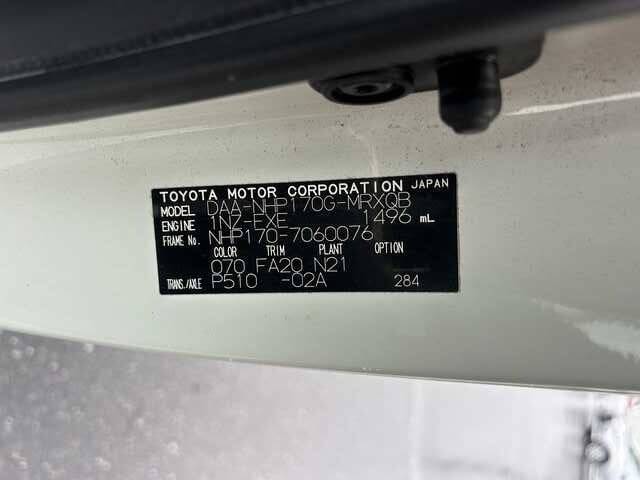 TOYOTA MOTOR CORPORATION JAPAN
MODEL DAA-NHP170G-MRXQB
ENGINE 1NZ-FXE 1496 mL
FRAME No. NHP170-7060076
COLOR TRIM PLANT OPTION
070 FA20 N21
TRANS./AXLE P510 -02A 284